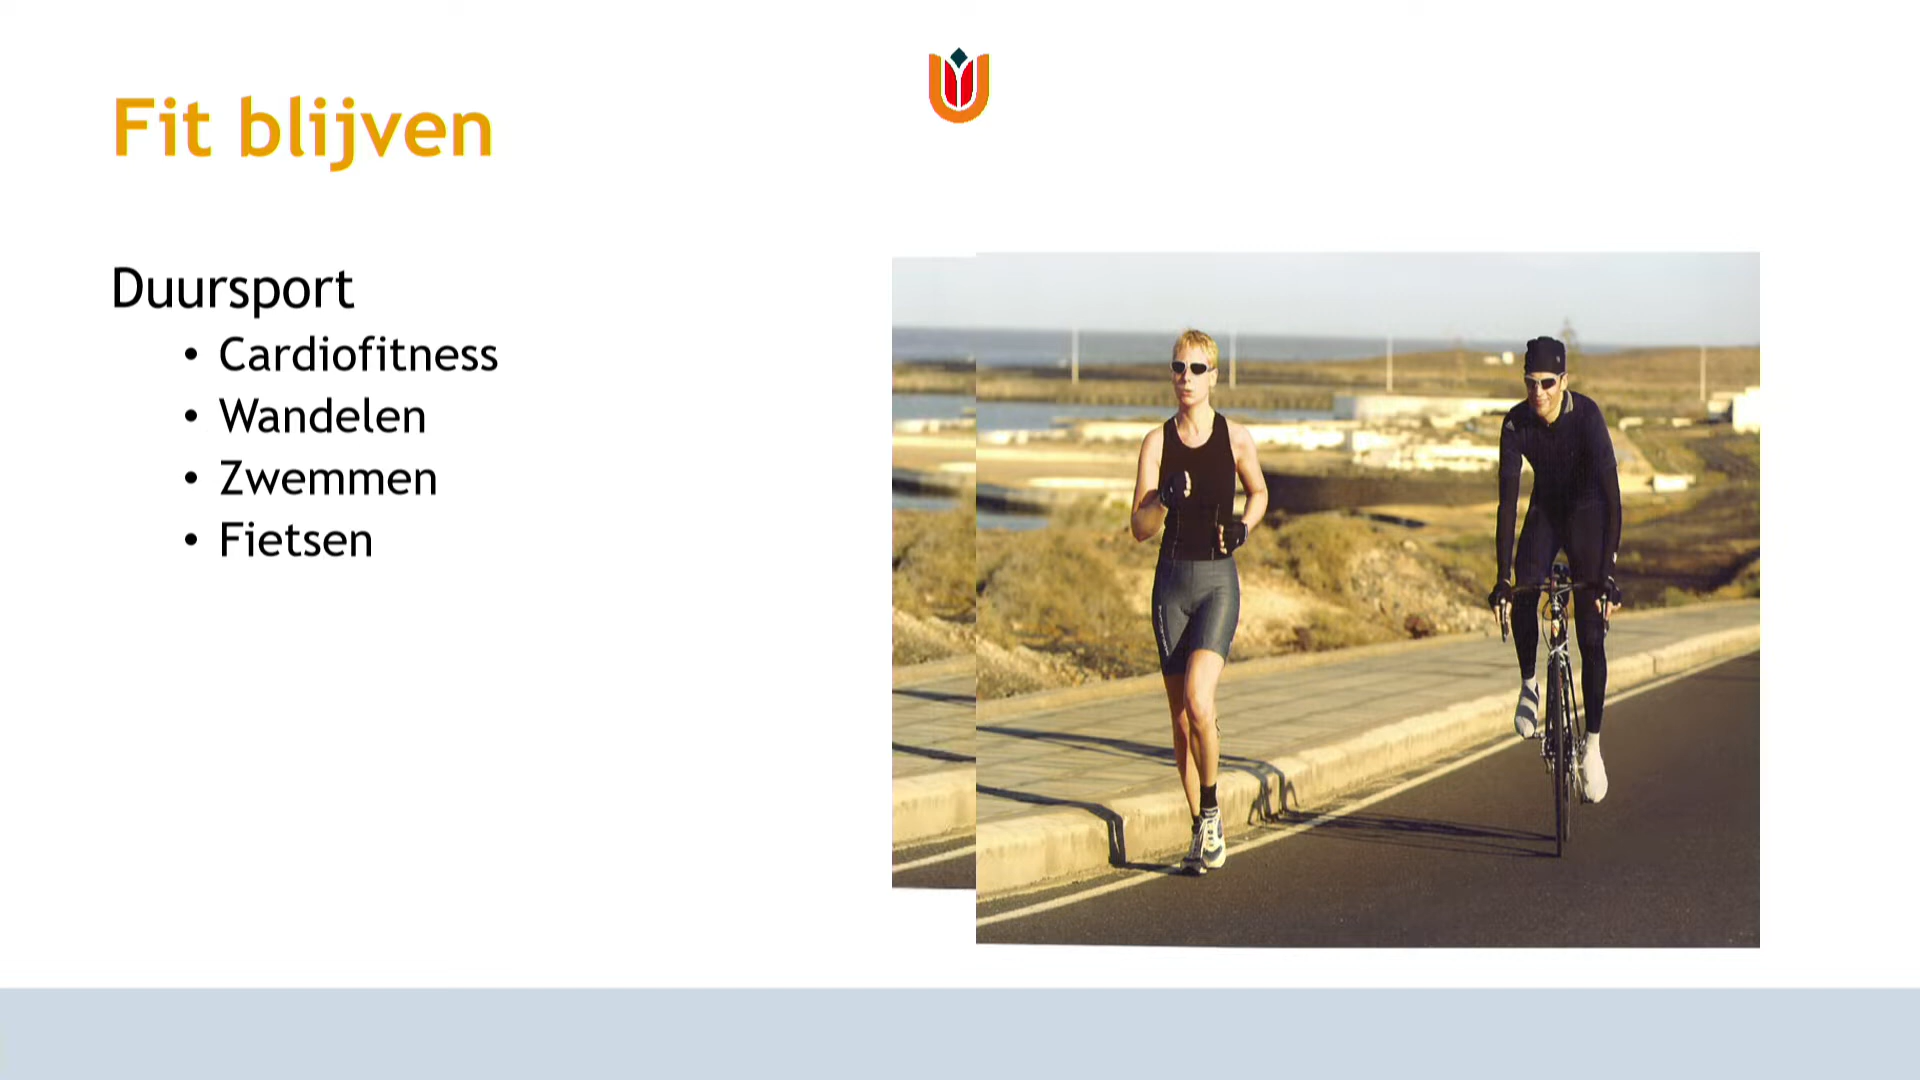 Fit blijven
Duursport
• Cardiofitness
• Wandelen
• Zwemmen
• Fietsen